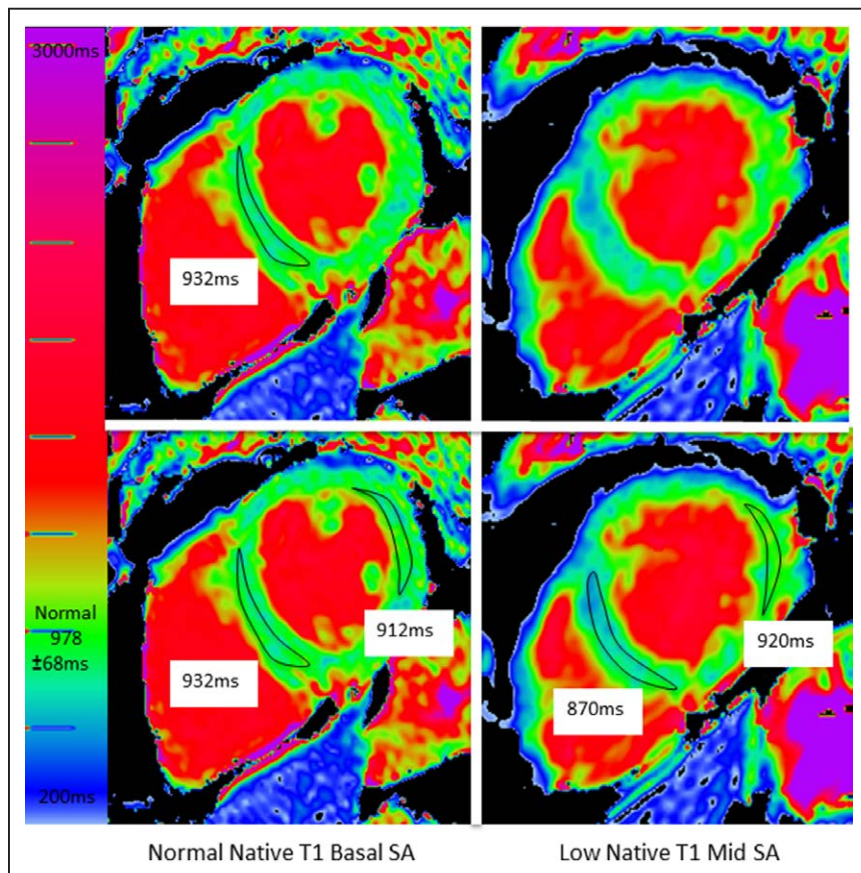 3000ms
932ms
Normal
978
±68ms
912ms
932ms
920ms
870ms
200ms
Normal Native T1 Basal SA
Low Native T1 Mid SA